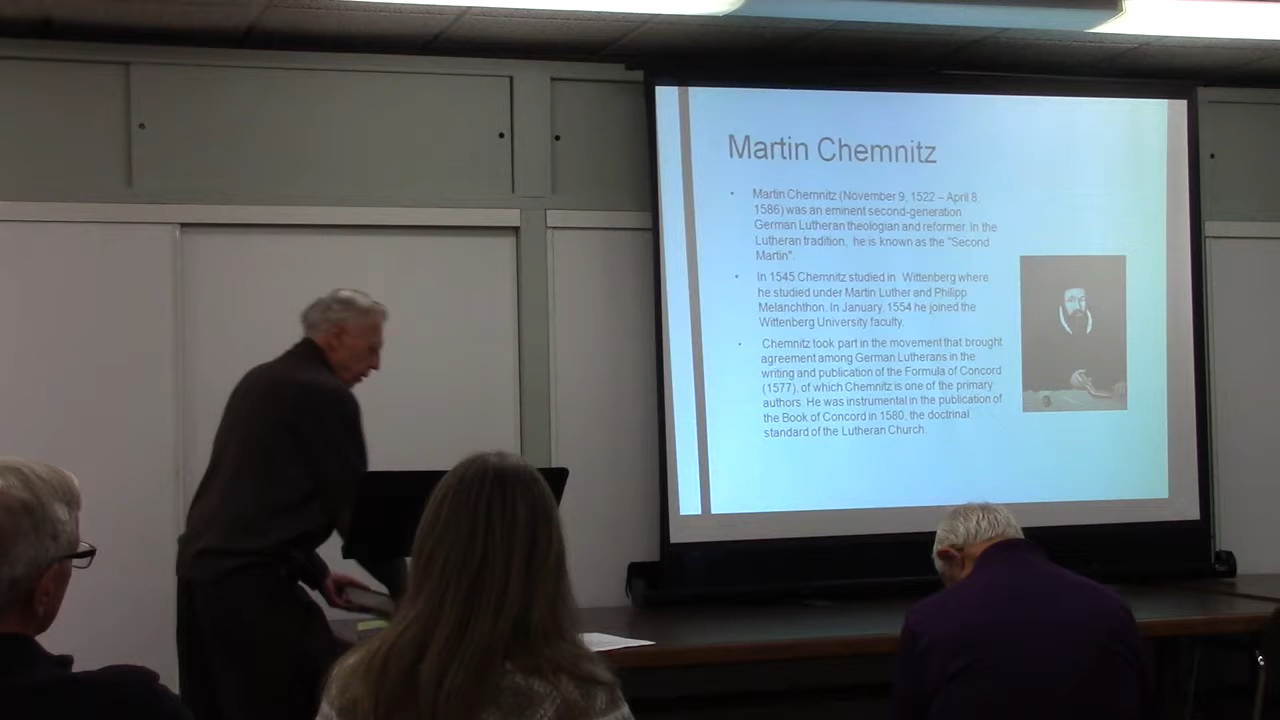 Martin Chemnitz
• Martin Chemnitz (November 9, 1522 – April 8,
1586) was an eminent second-generation
German Lutheran theologian and reformer. In the
Lutheran tradition, he is known as the "Second
Martin".
• In 1545 Chemnitz studied in Wittenberg where
he studied under Martin Luther and Philipp
Melanchthon. In January, 1554 he joined the
Wittenberg University faculty.
• Chemnitz took part in the movement that brought
agreement among German Lutherans in the
writing and publication of the Formula of Concord
(1577), of which Chemnitz is one of the primary
authors. He was instrumental in the publication of
the Book of Concord in 1580, the doctrinal
standard of the Lutheran Church.